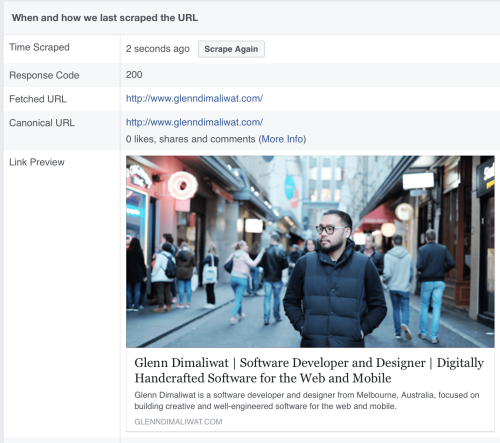 When and how we last scraped the URL
Time Scraped
2 seconds ago
Scrape Again
Response Code
200
Fetched URL
http://www.glenndimaliwat.com/
Canonical URL
http://www.glenndimaliwat.com/
0 likes, shares and comments (More Info)
Link Preview
Glenn Dimaliwat | Software Developer and Designer | Digitally
Handcrafted Software for the Web and Mobile
Glenn Dimaliwat is a software developer and designer from Melbourne, Australia, focused on
building creative and well-engineered software for the web and mobile.
GLENNDIMALIWAT.COM